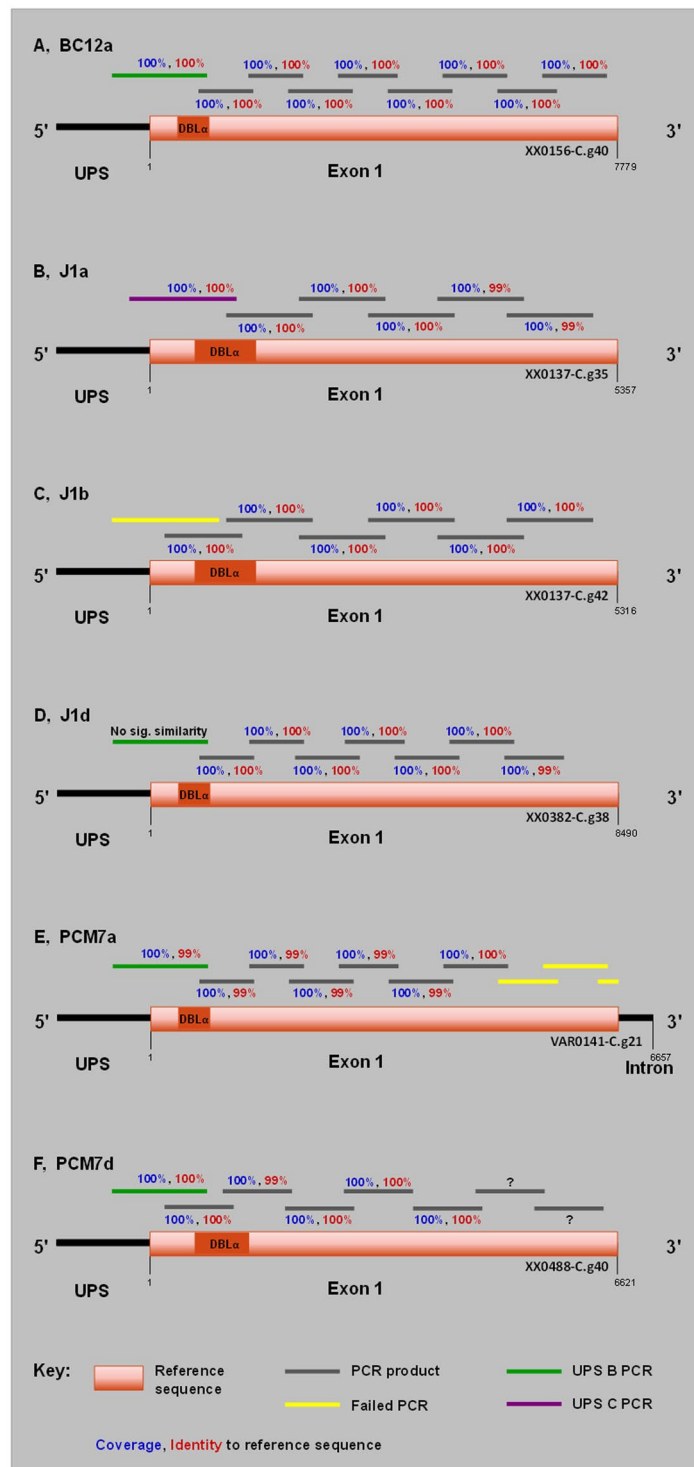 A, BC12a
100%, 100% 100%, 100% 100%, 100% 100%, 100% 100%, 100%
100%, 100% 100%, 100% 100%, 100% 100%, 100%
5' DBLα 3'
XX0156-C.g40
UPS 1 Exon 1 7779
B, J1a
100%, 100% 100%, 100% 100%, 99%
100%, 100% 100%, 100% 100%, 99%
5' DBLα 3'
XX0137-C.g35
UPS 1 Exon 1 5357
C, J1b
100%, 100% 100%, 100% 100%, 100%
100%, 100% 100%, 100% 100%, 100%
5' DBLα 3'
XX0137-C.g42
UPS 1 Exon 1 5316
D, J1d
No sig. similarity 100%, 100% 100%, 100% 100%, 100%
100%, 100% 100%, 100% 100%, 100% 100%, 99%
5' DBLα 3'
XX0382-C.g38
UPS 1 Exon 1 8490
E, PCM7a
100%, 99% 100%, 99% 100%, 99% 100%, 100%
100%, 99% 100%, 99% 100%, 99%
5' DBLα 3'
VAR0141-C.g21
UPS 1 Exon 1 6657 Intron
F, PCM7d
100%, 100% 100%, 99% 100%, 100% ?
100%, 100% 100%, 100% 100%, 100% ?
5' DBLα 3'
XX0488-C.g40
UPS 1 Exon 1 6621
Key: Reference sequence PCR product UPS B PCR
Failed PCR UPS C PCR
Coverage, Identity to reference sequence